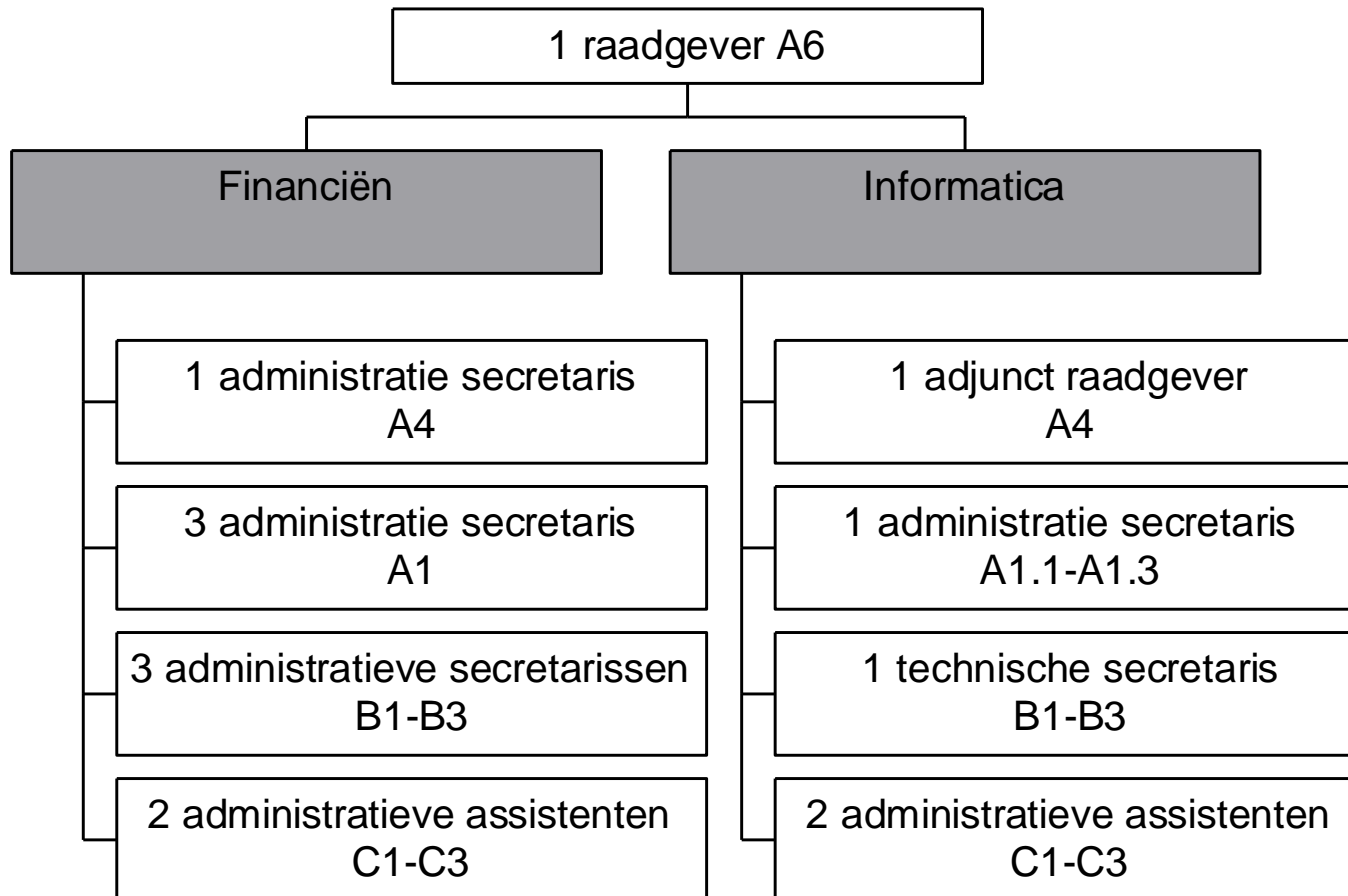 1 raadgever A6
Financiën
Informatica
1 administratie secretaris
A4
3 administratie secretaris
A1
3 administratieve secretarissen
B1-B3
2 administratieve assistenten
C1-C3
1 adjunct raadgever
A4
1 administratie secretaris
A1.1-A1.3
1 technische secretaris
B1-B3
2 administratieve assistenten
C1-C3